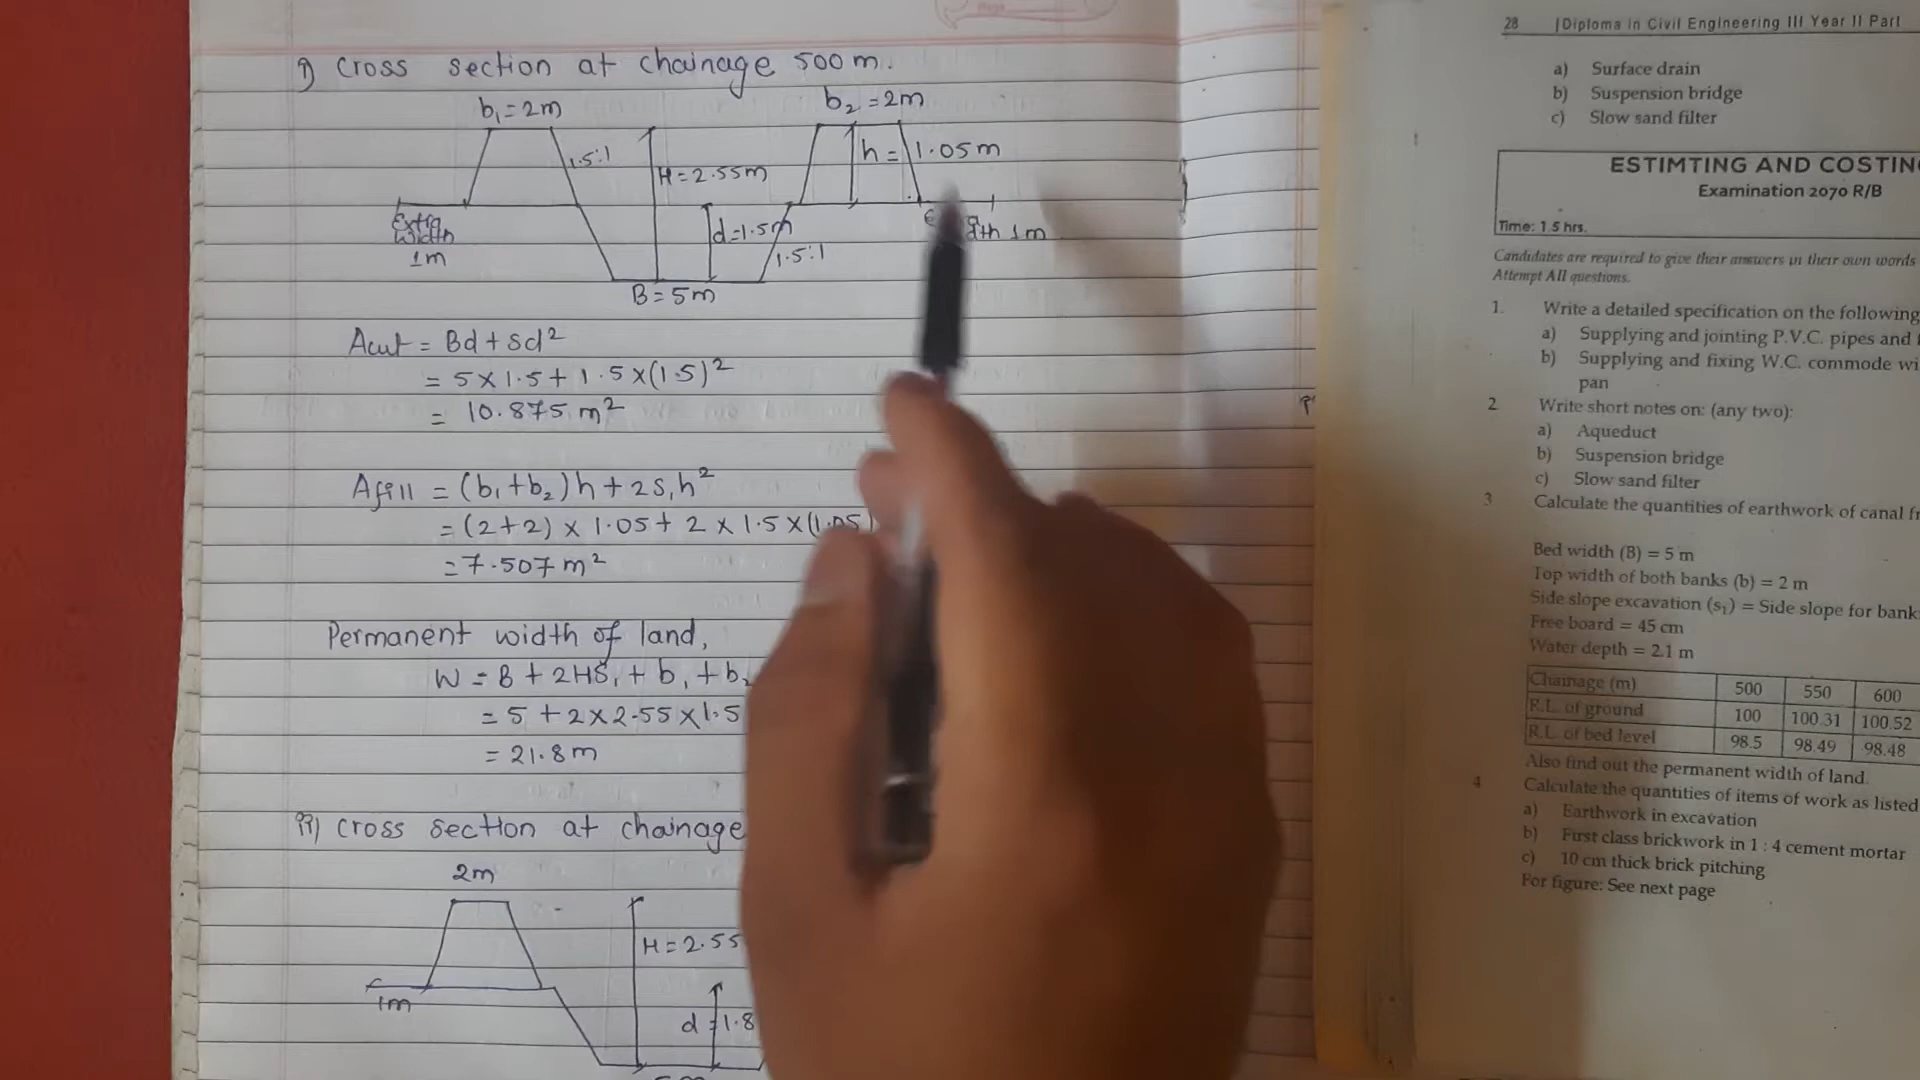 i) Cross section at chainage 500m.
b₁ = 2m
b₂ = 2m
1.5:1
H = 2.55m
h = 1.05m
Extra
width
1m
d=1.5m
1.5:1
dth 1m
B = 5m
Acut = Bd + Sd²
= 5 x 1.5 + 1.5 x (1.5)²
= 10.875 m²
Afill = (b₁+b₂)h + 2S₁h²
= (2+2) x 1.05 + 2 x 1.5 x (1.05)
= 7.507 m²
Permanent width of land,
W = B + 2HS₁ + b₁ + b₂
= 5 + 2 x 2.55 x 1.5
= 21.8m
ii) Cross section at chainage
2m
H = 2.55
1m
d = 1.8
28 | Diploma in Civil Engineering III Year II Part
a) Surface drain
b) Suspension bridge
c) Slow sand filter
ESTIMTING AND COSTIN
Examination 2070 R/B
Time: 1.5 hrs.
Candidates are required to give their answers in their own words
Attempt All questions.
1. Write a detailed specification on the following
a) Supplying and jointing P.V.C. pipes and
b) Supplying and fixing W.C. commode wi
pan
2 Write short notes on: (any two):
a) Aqueduct
b) Suspension bridge
c) Slow sand filter
3 Calculate the quantities of earthwork of canal fr
Bed width (B) = 5 m
Top width of both banks (b) = 2 m
Side slope excavation (s₁) = Side slope for bank
Free board = 45 cm
Water depth = 2.1 m
Chainage (m) 500 550 600
R.L. of ground 100 100.31 100.52
R.L. of bed level 98.5 98.49 98.48
Also find out the permanent width of land.
4 Calculate the quantities of items of work as listed
a) Earthwork in excavation
b) First class brickwork in 1 : 4 cement mortar
c) 10 cm thick brick pitching
For figure: See next page